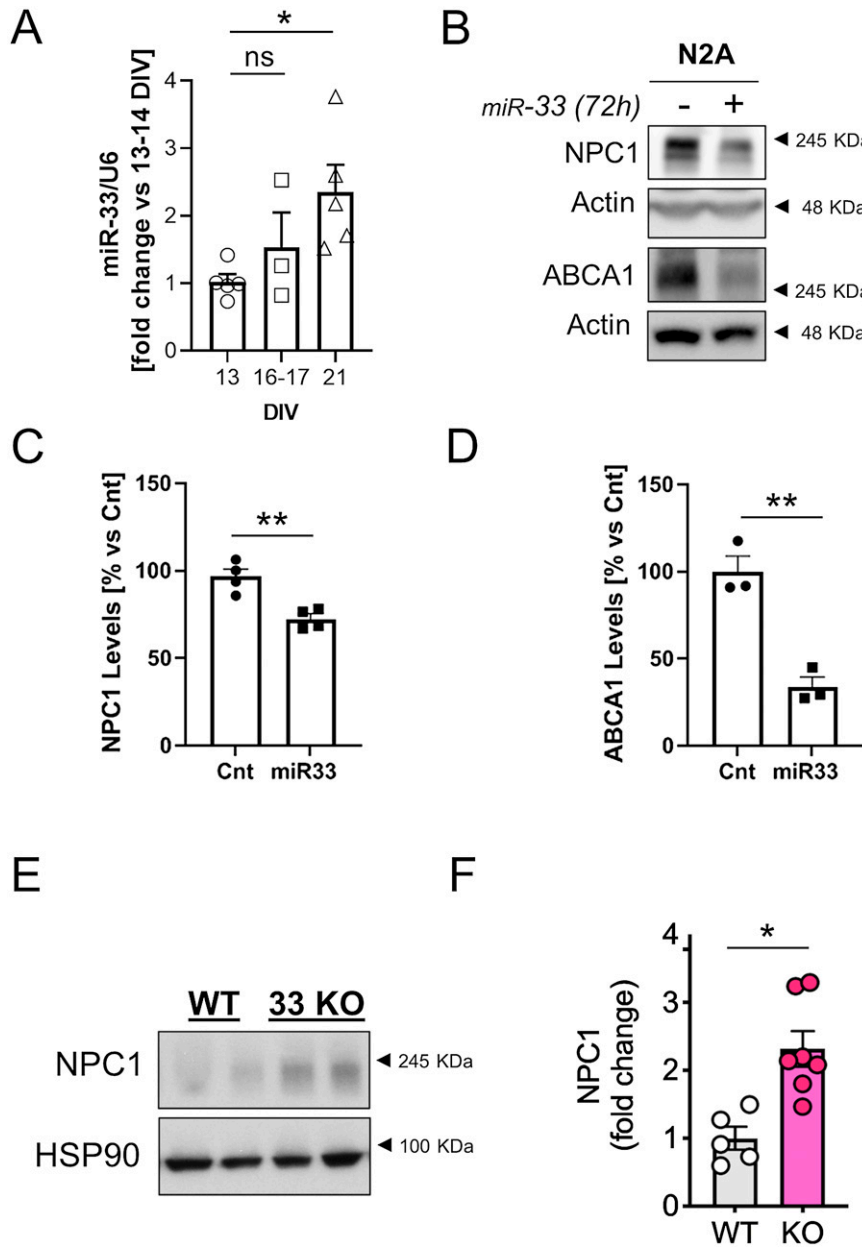 A
*
ns
miR-33/U6
[fold change vs 13-14 DIV]
4
3
2
1
0
13 16-17 21
DIV
B
N2A
miR-33 (72h) - +
NPC1 ◄ 245 KDa
Actin ◄ 48 KDa
ABCA1 ◄ 245 KDa
Actin ◄ 48 KDa
C
NPC1 Levels [% vs Cnt]
150
100
50
0
**
Cnt miR33
D
ABCA1 Levels [% vs Cnt]
150
100
50
0
**
Cnt miR33
E
WT 33 KO
NPC1 ◄ 245 KDa
HSP90 ◄ 100 KDa
F
NPC1
(fold change)
4
3
2
1
0
*
WT KO